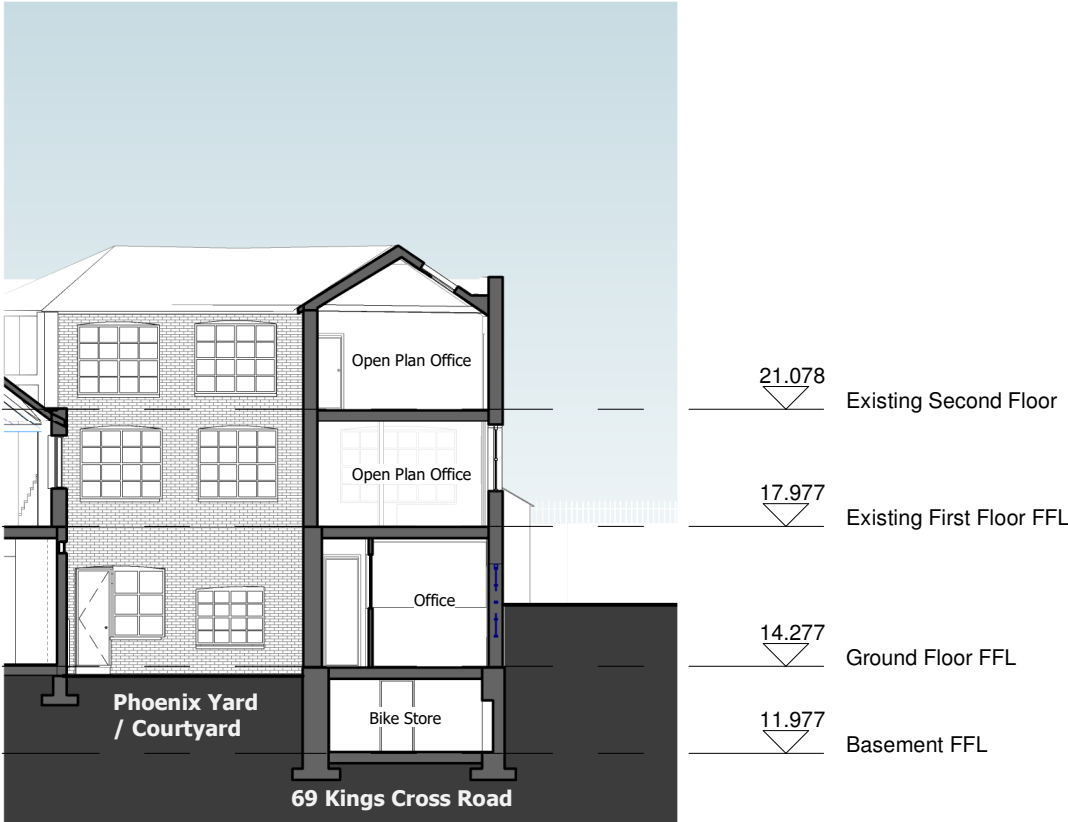 Open Plan Office
21.078
Existing Second Floor
Open Plan Office
17.977
Existing First Floor FFL
Office
14.277
Ground Floor FFL
Phoenix Yard
/ Courtyard
Bike Store
11.977
Basement FFL
69 Kings Cross Road